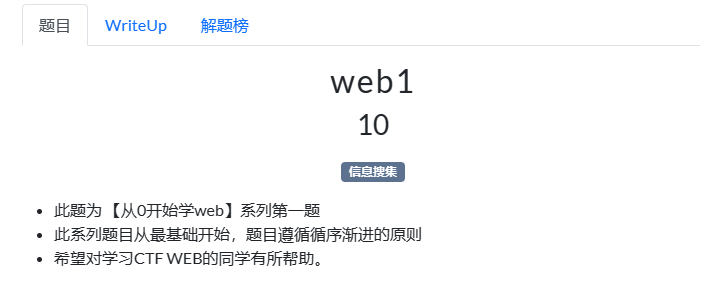 题目 WriteUp 解题榜
web1
10
信息搜集
此题为 【从0开始学web】系列第一题
此系列题目从最基础开始，题目遵循循序渐进的原则
希望对学习CTF WEB的同学有所帮助。